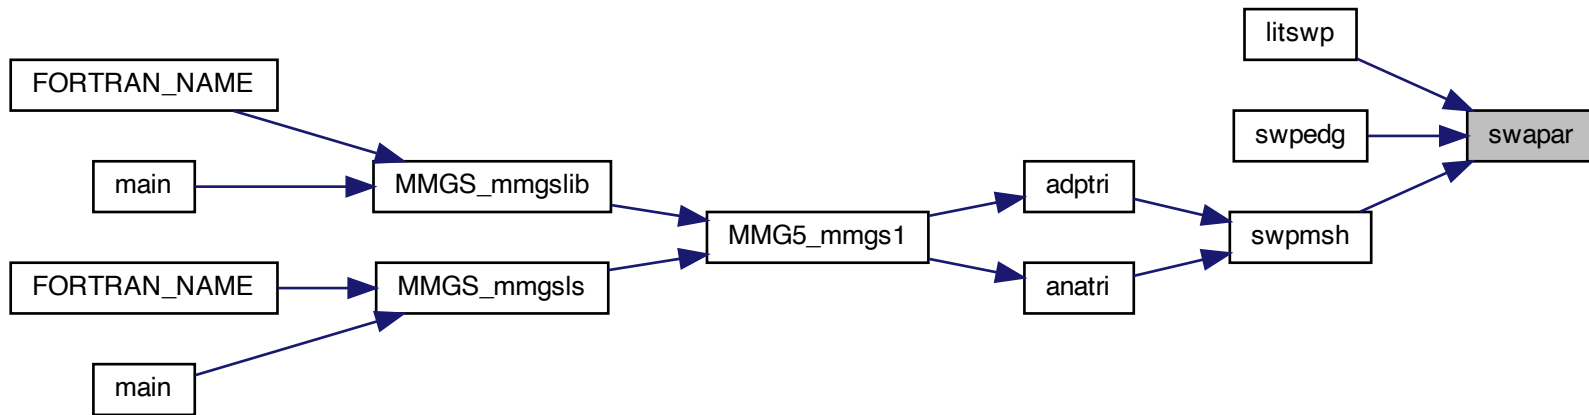 litswp
FORTRAN_NAME
swpedg
swapar
main
MMGS_mmgslib
adptri
MMG5_mmgs1
swpmsh
FORTRAN_NAME
MMGS_mmgsls
anatri
main